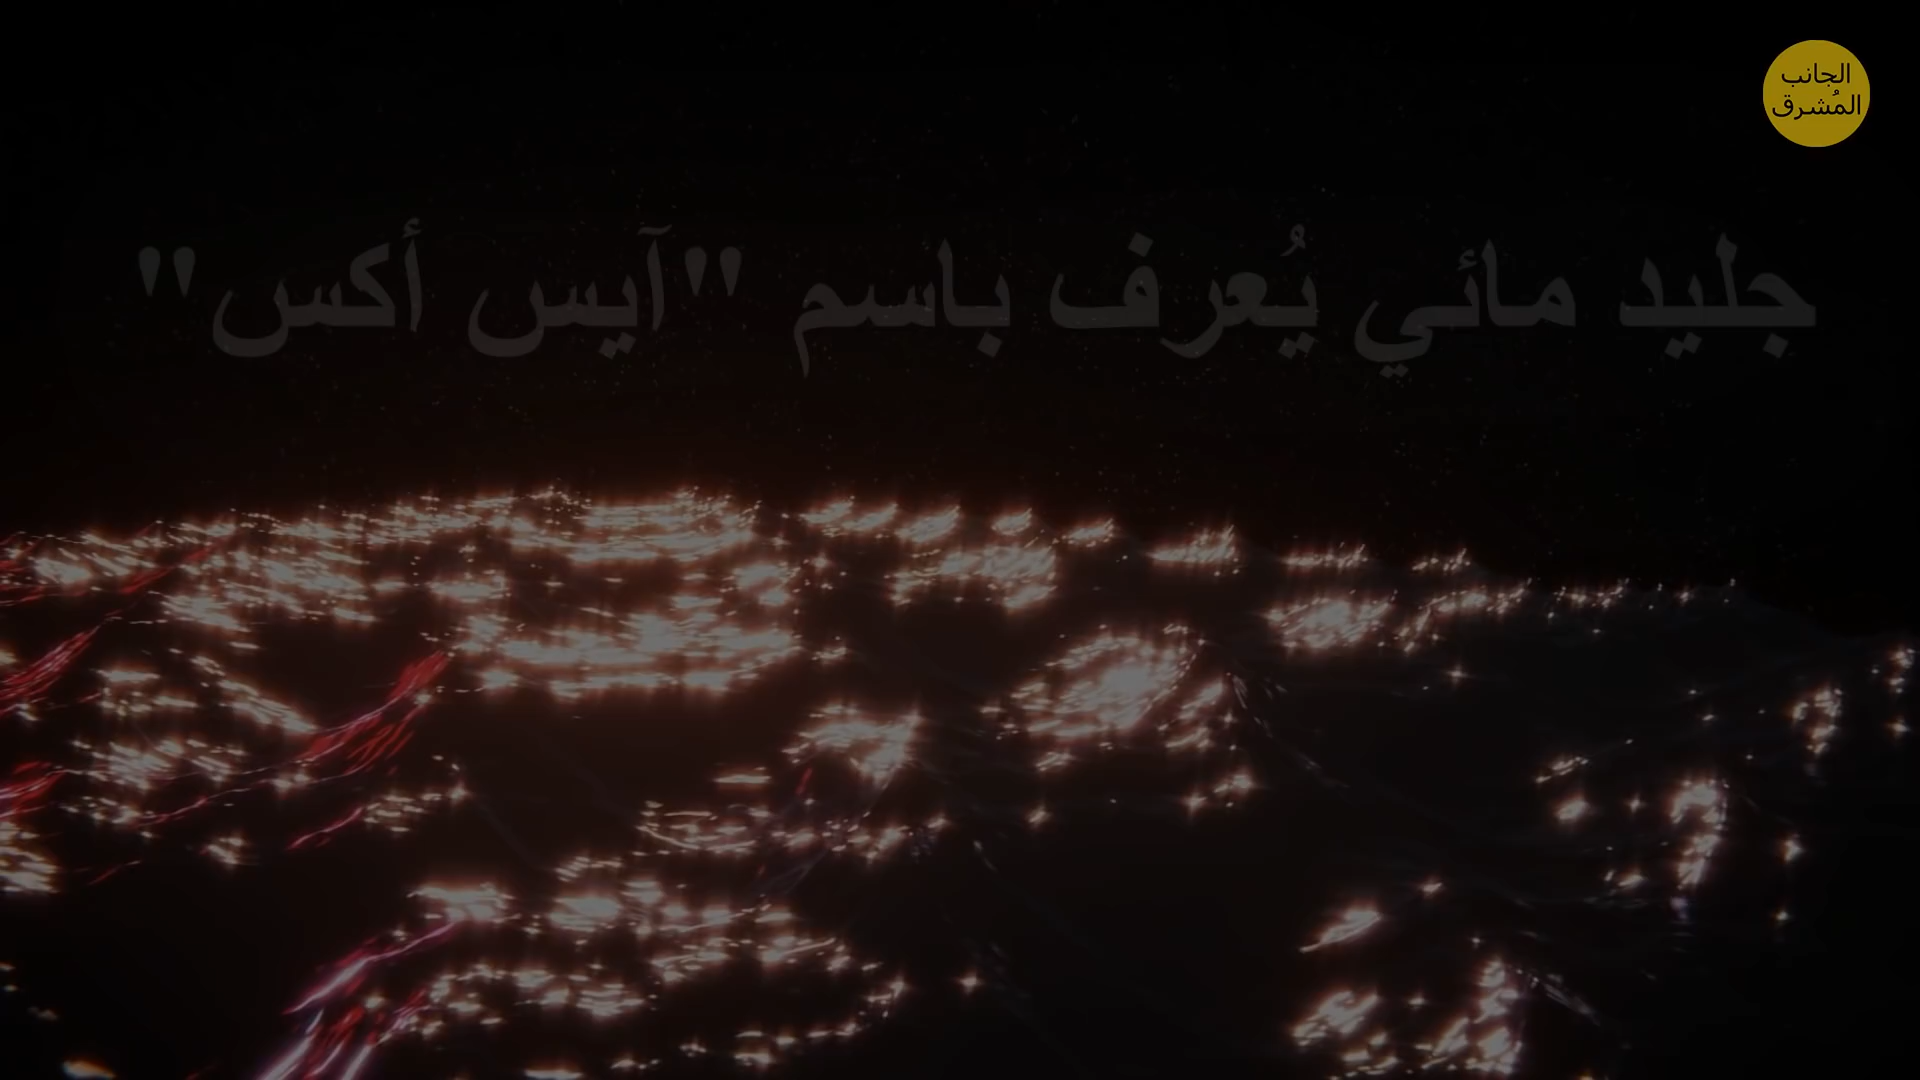 الجانب
المُشرق
جليد مائي يُعرف باسم "آيس أكس"